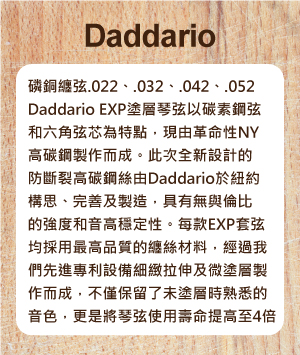 Daddario
磷銅纏弦.022、.032、.042、.052
Daddario EXP塗層琴弦以碳素鋼弦
和六角弦芯為特點，現由革命性NY
高碳鋼製作而成。此次全新設計的
防斷裂高碳鋼絲由Daddario於紐約
構思、完善及製造，具有無與倫比
的強度和音高穩定性。每款EXP套弦
均採用最高品質的纏絲材料，經過我
們先進專利設備細緻拉伸及微塗層製
作而成，不僅保留了未塗層時熟悉的
音色，更是將琴弦使用壽命提高至4倍